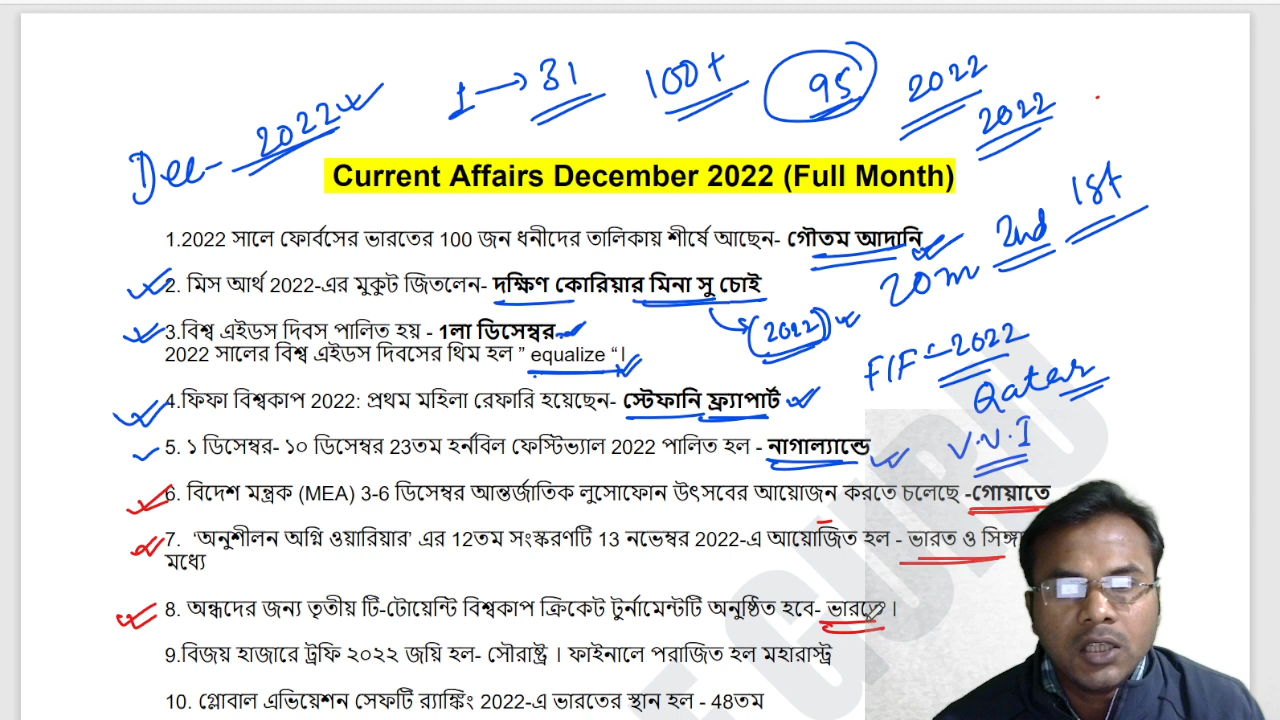 1 → 31 100+ 95 2022
2022
Dec- 2022
Current Affairs December 2022 (Full Month)
1st
2nd
20m
1.2022 সালে ফোর্বসের ভারতের 100 জন ধনীদের তালিকায় শীর্ষে আছেন- গৌতম আদানি
2. মিস আর্থ 2022-এর মুকুট জিতলেন- দক্ষিণ কোরিয়ার মিনা সু চোই
(2022)
3.বিশ্ব এইডস দিবস পালিত হয় - 1লা ডিসেম্বর
2022 সালের বিশ্ব এইডস দিবসের থিম হল ” equalize “।
FIF - 2022
Qatar
4.ফিফা বিশ্বকাপ 2022: প্রথম মহিলা রেফারি হয়েছেন- স্টেফানি ফ্র্যাপার্ট
5. ১ ডিসেম্বর- ১০ ডিসেম্বর 23তম হর্নবিল ফেস্টিভ্যাল 2022 পালিত হল - নাগাল্যান্ডে
V.V.I
6. বিদেশ মন্ত্রক (MEA) 3-6 ডিসেম্বর আন্তর্জাতিক লুসোফোন উৎসবের আয়োজন করতে চলেছে -গোয়াতে
7. ‘অনুশীলন অগ্নি ওয়ারিয়র’ এর 12তম সংস্করণটি 13 নভেম্বর 2022-এ আয়োজিত হল - ভারত ও
মধ্যে
8. অন্ধদের জন্য তৃতীয় টি-টোয়েন্টি বিশ্বকাপ ক্রিকেট টুর্নামেন্টটি অনুষ্ঠিত হবে- ভারতে ।
9.বিজয় হাজারে ট্রফি ২০২২ জয়ি হল- সৌরাষ্ট্র । ফাইনালে পরাজিত হল মহারাস্ট্র
10. গ্লোবাল এভিয়েশন সেফটি র‍্যাঙ্কিং 2022-এ ভারতের স্থান হল - 48তম